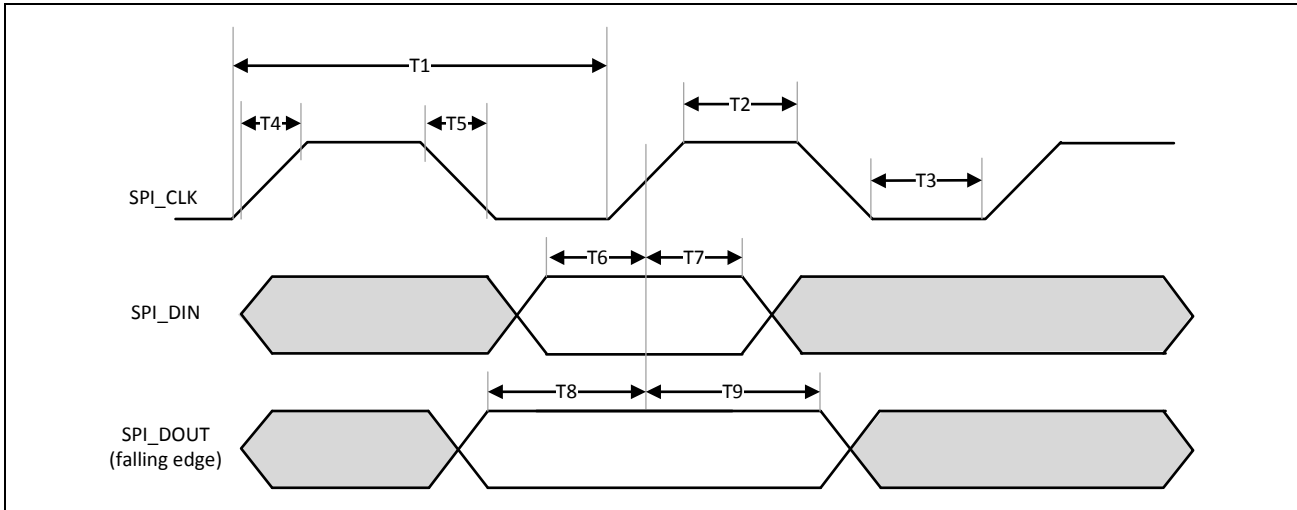 T1
T2
T4
T5
T3
SPI_CLK
T6
T7
SPI_DIN
T8
T9
SPI_DOUT
(falling edge)